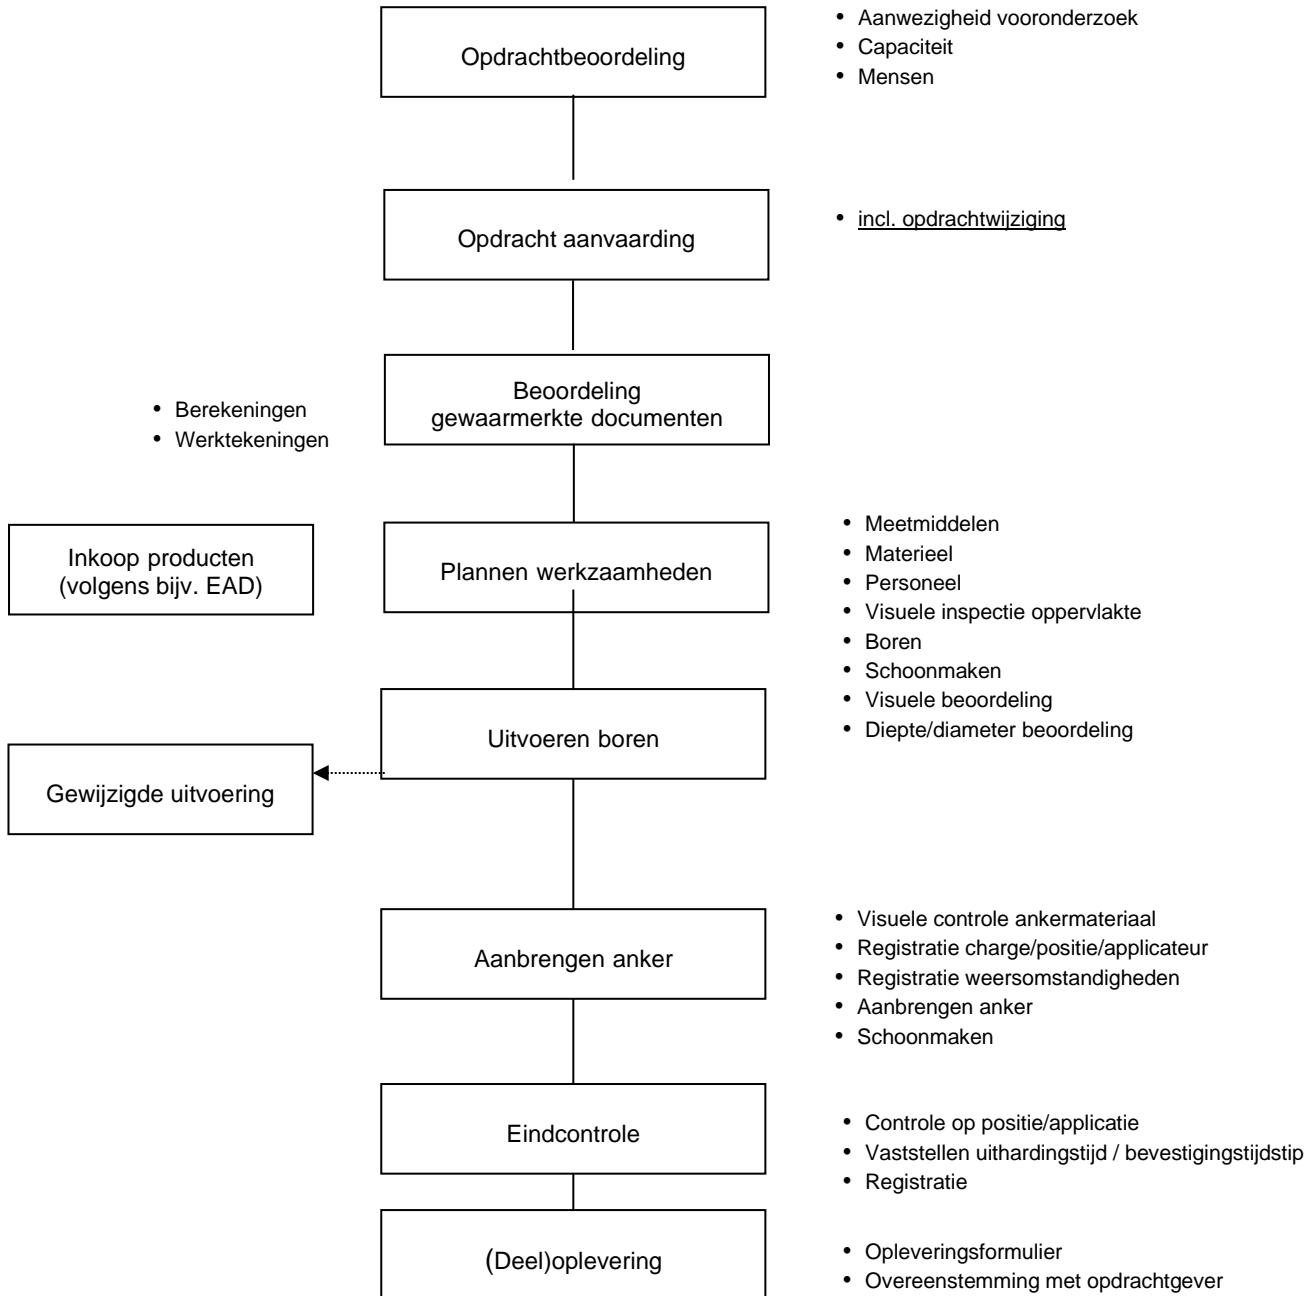 Opdrachtbeoordeling
• Aanwezigheid vooronderzoek
• Capaciteit
• Mensen
Opdracht aanvaarding
• incl. opdrachtwijziging
Beoordeling
gewaarmerkte documenten
• Berekeningen
• Werktekeningen
Inkoop producten
(volgens bijv. EAD)
Plannen werkzaamheden
• Meetmiddelen
• Materieel
• Personeel
• Visuele inspectie oppervlakte
• Boren
• Schoonmaken
• Visuele beoordeling
• Diepte/diameter beoordeling
Uitvoeren boren
Gewijzigde uitvoering
Aanbrengen anker
• Visuele controle ankermateriaal
• Registratie charge/positie/applicateur
• Registratie weersomstandigheden
• Aanbrengen anker
• Schoonmaken
Eindcontrole
• Controle op positie/applicatie
• Vaststellen uithardingstijd / bevestigingstijdstip
• Registratie
(Deel)oplevering
• Opleveringsformulier
• Overeenstemming met opdrachtgever